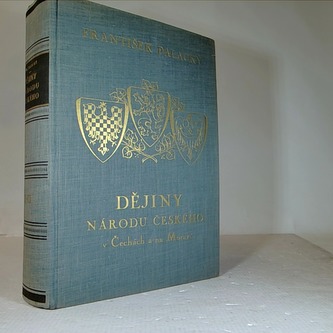 FRANTIŠEK PALACKÝ
DĚJINY
NÁRODU ČESKÉHO
v Čechách a na Moravě